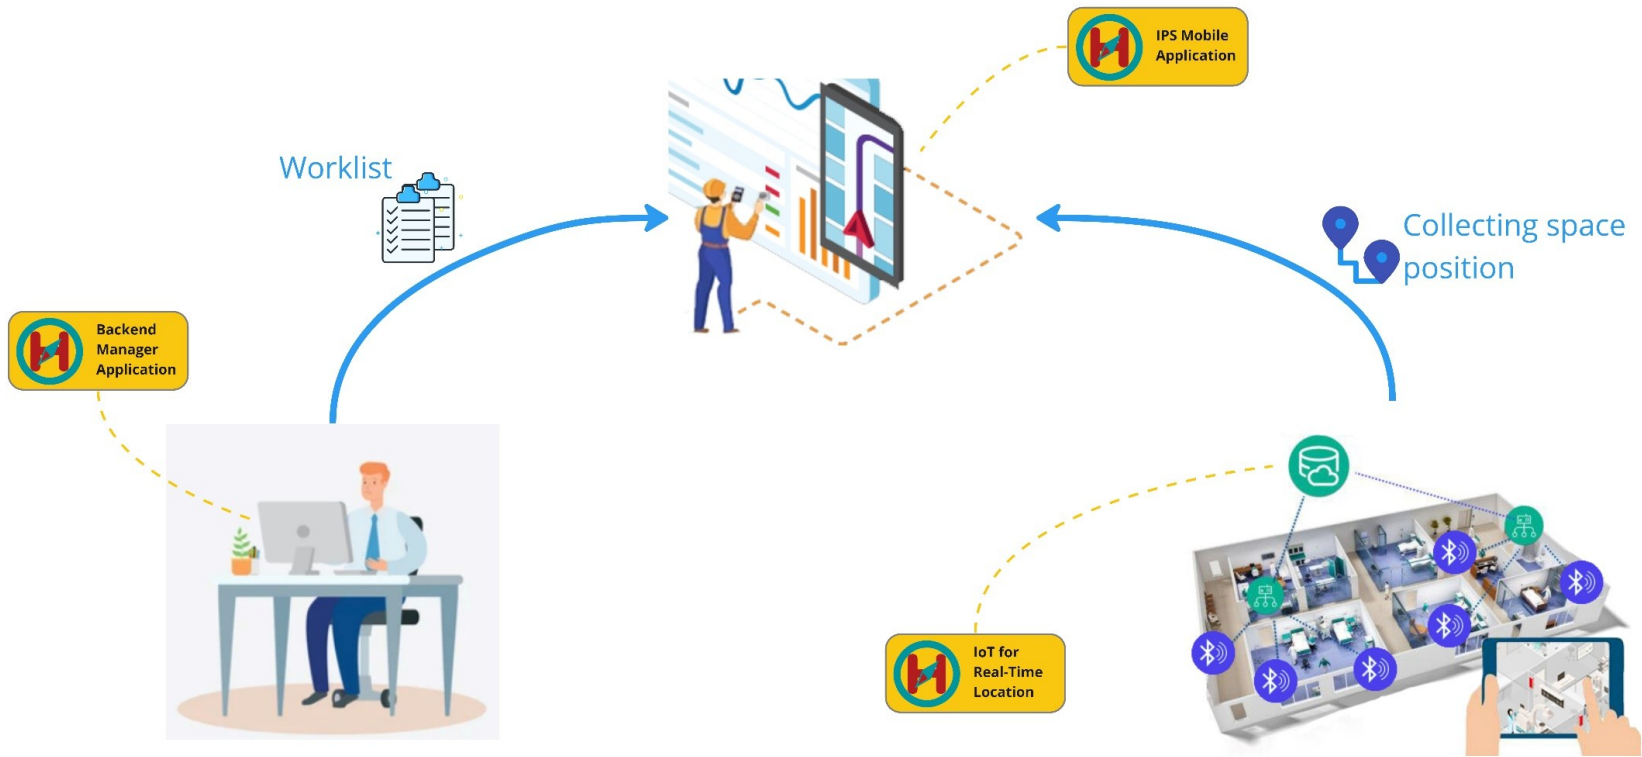 IPS Mobile
Application
Worklist
Collecting space
position
Backend
Manager
Application
IoT for
Real-Time
Location